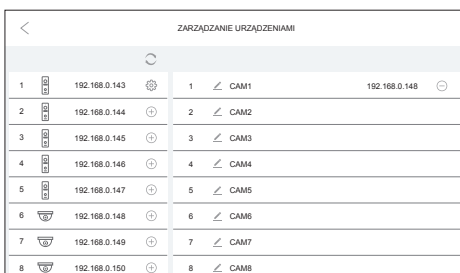 ZARZĄDZANIE URZĄDZENIAMI
1 192.168.0.143 1 CAM1 192.168.0.148
2 192.168.0.144 2 CAM2
3 192.168.0.145 3 CAM3
4 192.168.0.146 4 CAM4
5 192.168.0.147 5 CAM5
6 192.168.0.148 6 CAM6
7 192.168.0.149 7 CAM7
8 192.168.0.150 8 CAM8